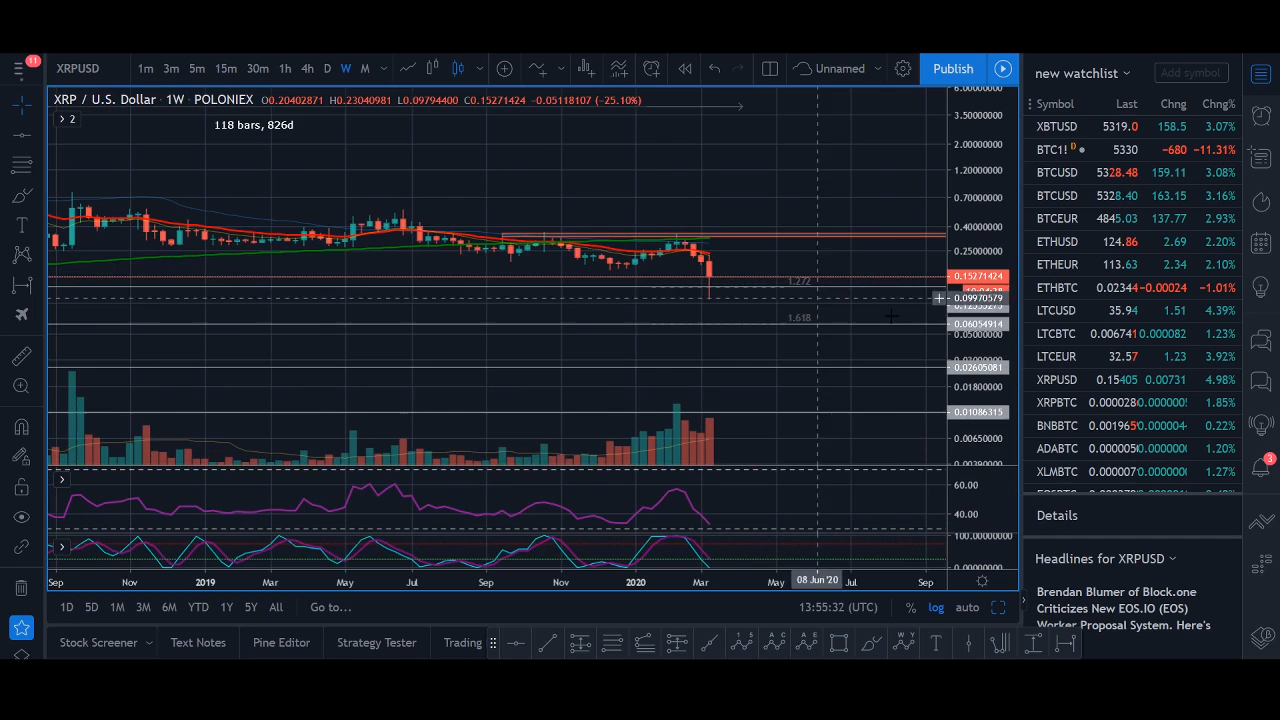 11
XRPUSD 1m 3m 5m 15m 30m 1h 4h D W M Unnamed Publish
new watchlist Add symbol
XRP / U.S. Dollar · 1W · POLONIEX O0.20402871 H0.23040981 L0.09794400 C0.15271424 −0.05118107 (−25.10%)
2
118 bars, 826d
6.00000000
3.50000000
2.00000000
1.20000000
0.70000000
0.40000000
0.25000000
0.15271424
0.09970579
0.06054914
0.05000000
0.02605081
0.01800000
0.01086315
0.00650000
1.272
1.618
60.00
40.00
100.00000000
0.00000000
Sep Nov 2019 Mar May Jul Sep Nov 2020 Mar May 08 Jun '20 Jul Sep
1D 5D 1M 3M 6M YTD 1Y 5Y All Go to... 13:55:32 (UTC) % log auto
Stock Screener Text Notes Pine Editor Strategy Tester Trading
Symbol Last Chng Chng%
XBTUSD 5319.0 158.5 3.07%
BTC1! D 5330 −680 −11.31%
BTCUSD 5328.48 159.11 3.08%
BTCUSD 5328.40 163.15 3.16%
BTCEUR 4845.03 137.77 2.93%
ETHUSD 124.86 2.69 2.20%
ETHEUR 113.63 2.34 2.10%
ETHBTC 0.02344 −0.00024 −1.01%
LTCUSD 35.94 1.51 4.39%
LTCBTC 0.006741 0.000082 1.23%
LTCEUR 32.57 1.23 3.92%
XRPUSD 0.15405 0.00731 4.98%
XRPBTC 1.85%
BNBBTC 0.22%
ADABTC 1.20%
XLMBTC 1.27%
3
Details
Headlines for XRPUSD
Brendan Blumer of Block.one
Criticizes New EOS.IO (EOS)
Worker Proposal System. Here's